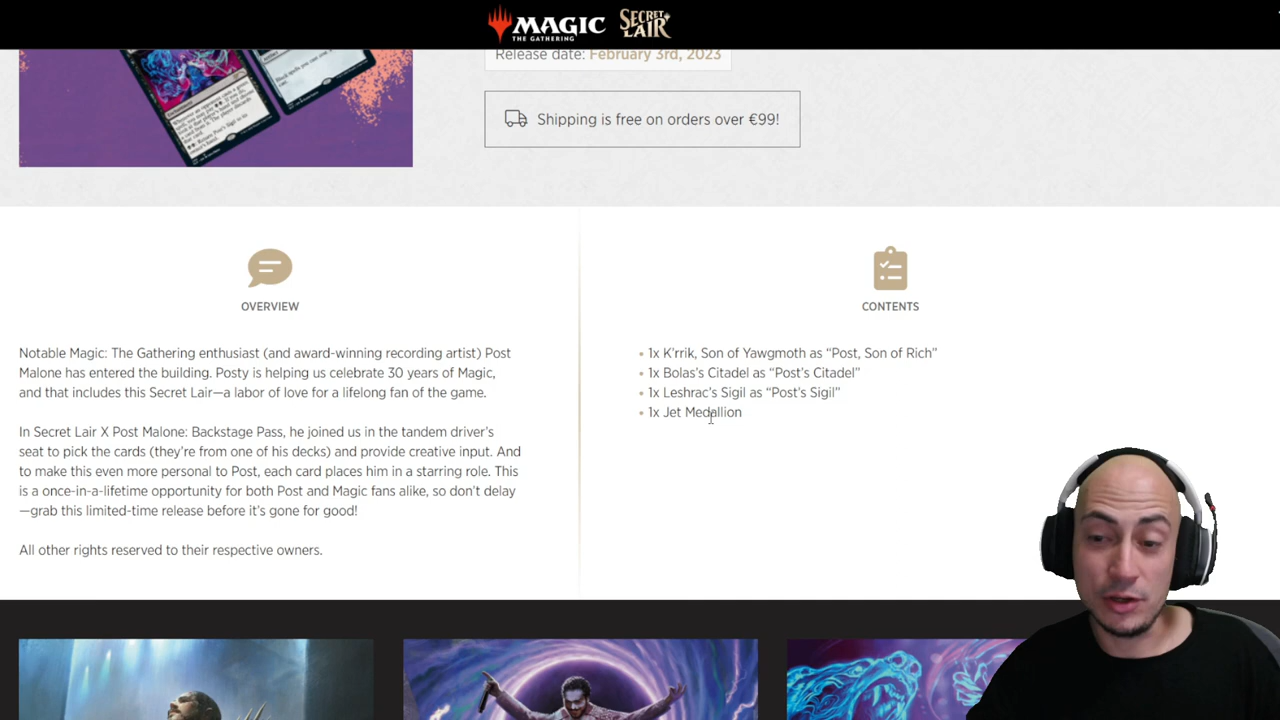 MAGIC
THE GATHERING
SECRET
LAIR
Release date: February 3rd, 2023
Shipping is free on orders over €99!
OVERVIEW
Notable Magic: The Gathering enthusiast (and award-winning recording artist) Post
Malone has entered the building. Posty is helping us celebrate 30 years of Magic,
and that includes this Secret Lair—a labor of love for a lifelong fan of the game.
In Secret Lair X Post Malone: Backstage Pass, he joined us in the tandem driver’s
seat to pick the cards (they’re from one of his decks) and provide creative input. And
to make this even more personal to Post, each card places him in a starring role. This
is a once-in-a-lifetime opportunity for both Post and Magic fans alike, so don’t delay
—grab this limited-time release before it’s gone for good!
All other rights reserved to their respective owners.
CONTENTS
• 1x K’rrik, Son of Yawgmoth as “Post, Son of Rich”
• 1x Bolas’s Citadel as “Post’s Citadel”
• 1x Leshrac’s Sigil as “Post’s Sigil”
• 1x Jet Medallion